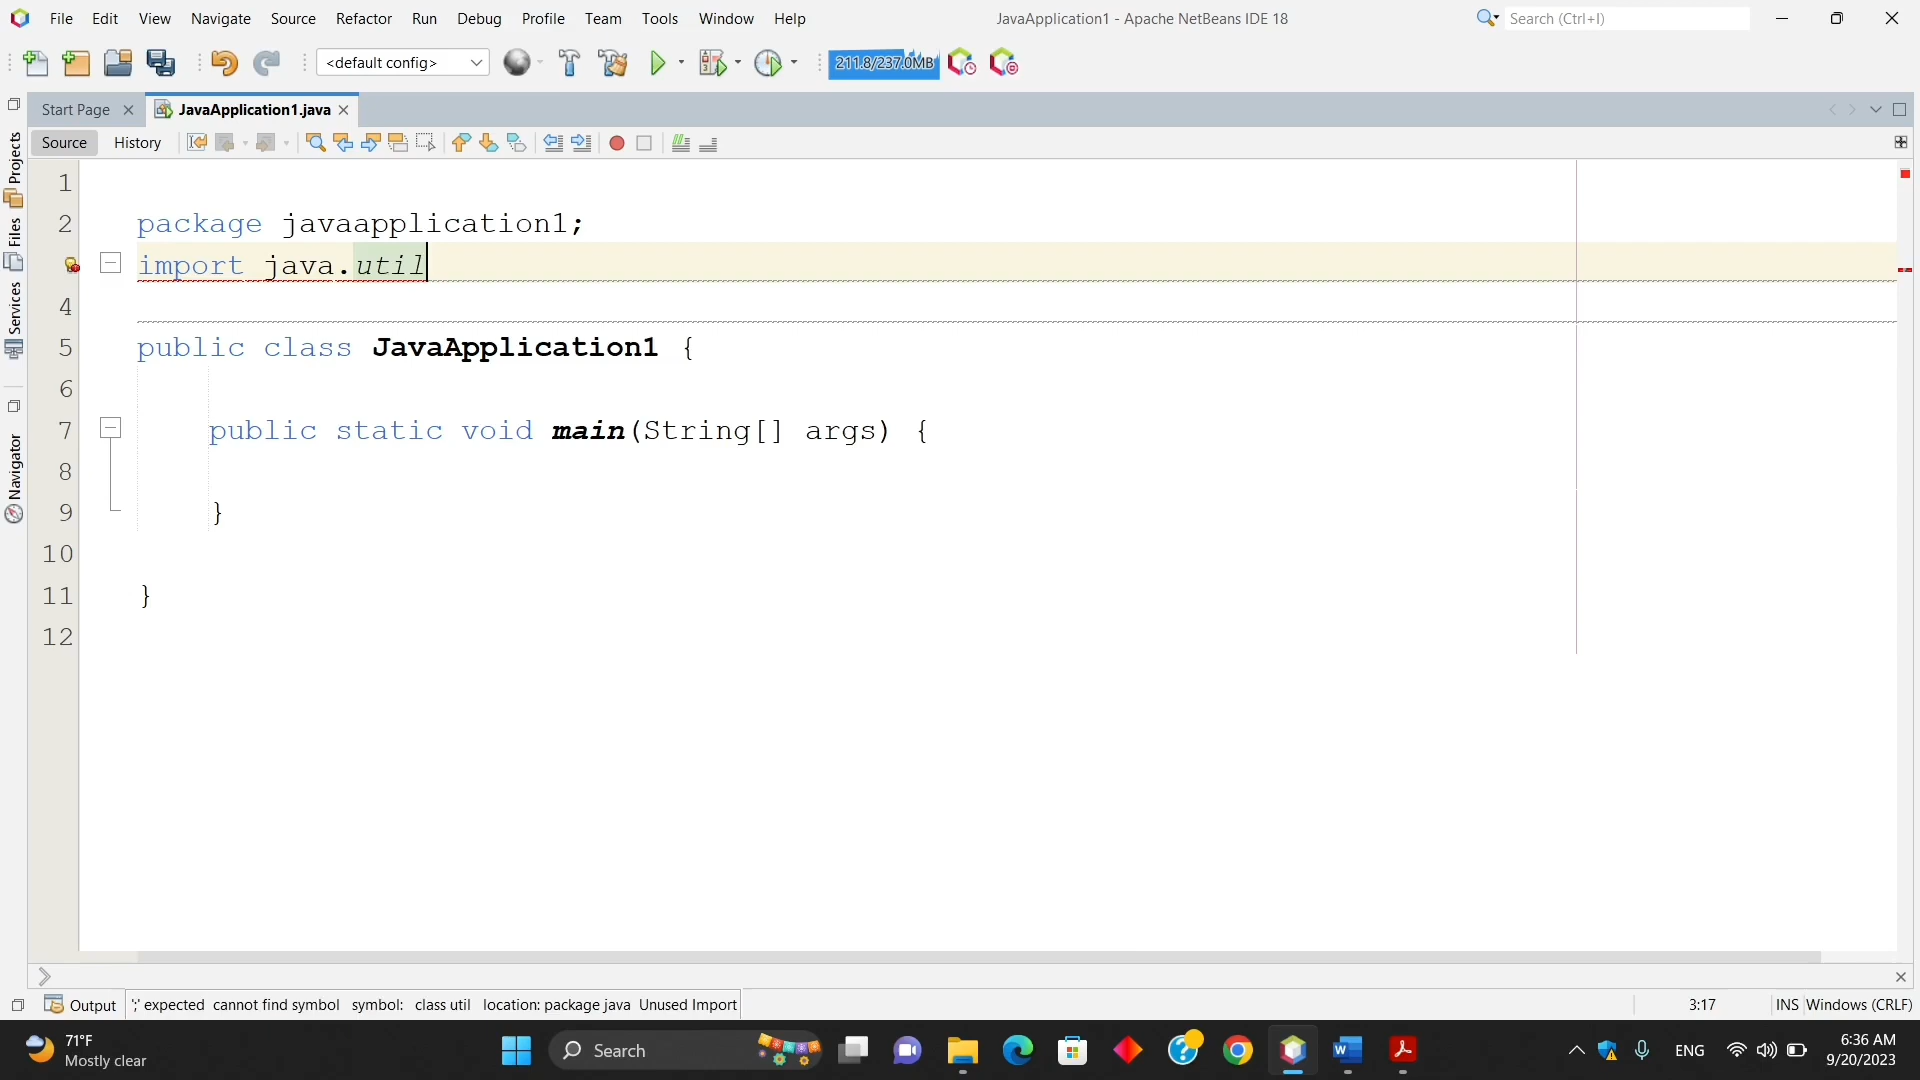 File Edit View Navigate Source Refactor Run Debug Profile Team Tools Window Help JavaApplication1 - Apache NetBeans IDE 18 Search (Ctrl+I)
<default config> 211.8/237.0MB
Start Page JavaApplication1.java
Source History
Projects
Files
Services
Navigator
1
2 package javaapplication1;
import java.util
4
5 public class JavaApplication1 {
6
7 public static void main(String[] args) {
8
9 }
10
11 }
12
Output ';' expected cannot find symbol symbol: class util location: package java Unused Import 3:17 INS Windows (CRLF)
71°F
Mostly clear
Search
ENG
6:36 AM
9/20/2023